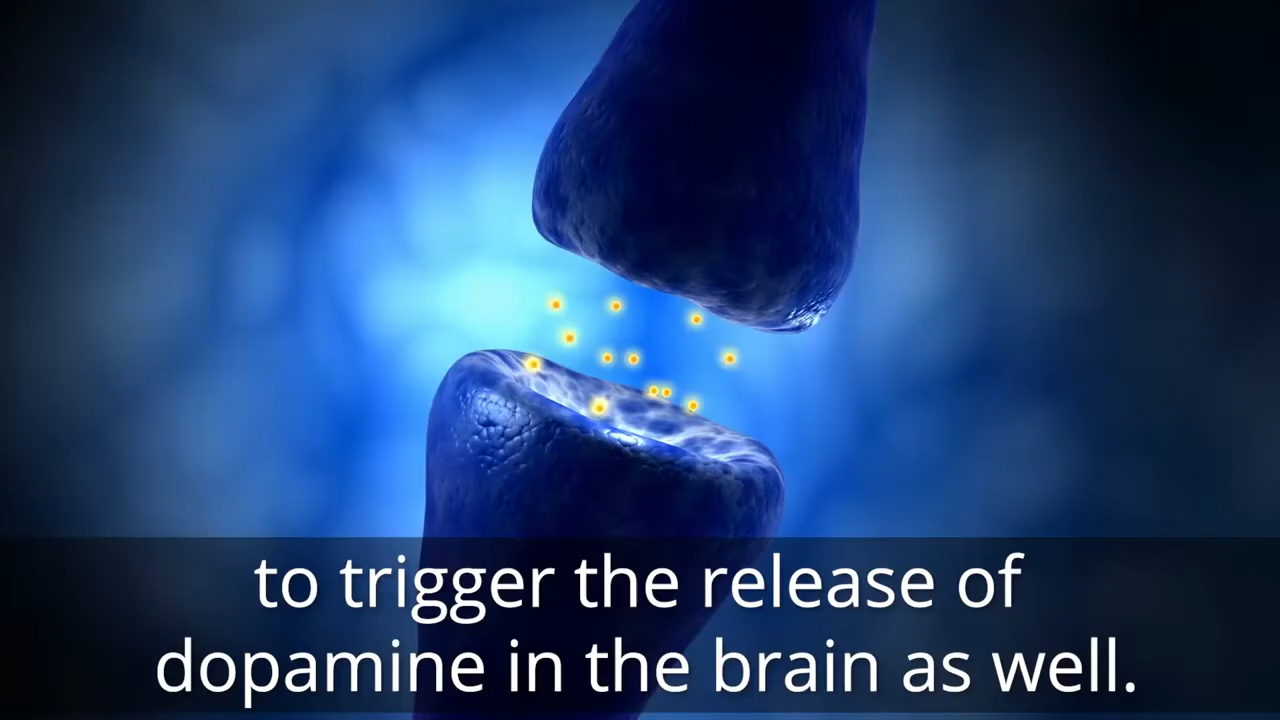 to trigger the release of
dopamine in the brain as well.